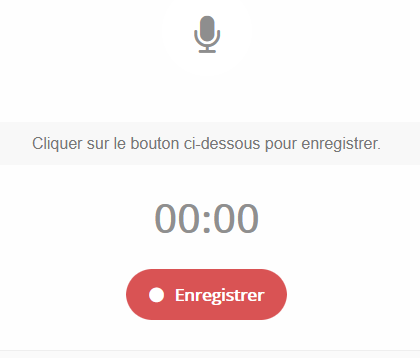 Cliquer sur le bouton ci-dessous pour enregistrer.
00:00
Enregistrer